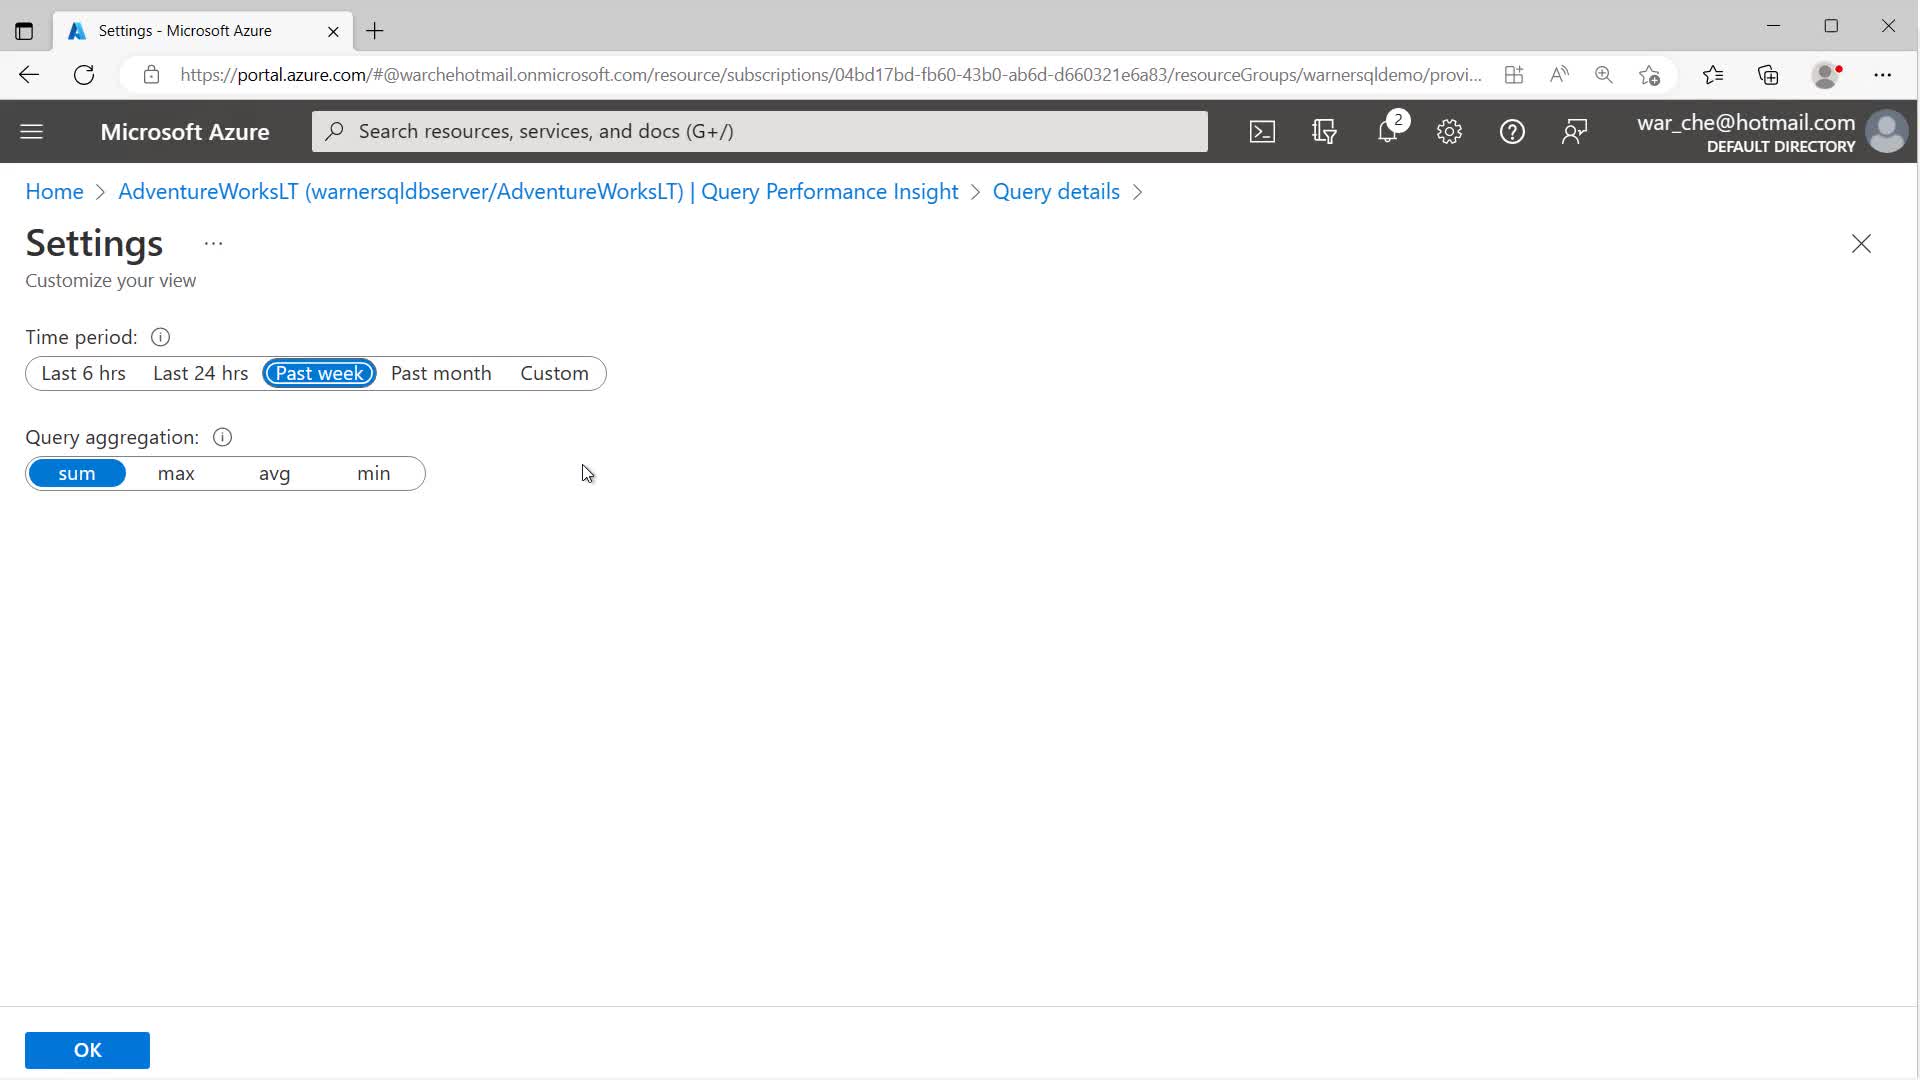 Settings - Microsoft Azure
https://portal.azure.com/#@warchehotmail.onmicrosoft.com/resource/subscriptions/04bd17bd-fb60-43b0-ab6d-d660321e6a83/resourceGroups/warnersqldemo/provi...
Microsoft Azure
Search resources, services, and docs (G+/)
2
war_che@hotmail.com
DEFAULT DIRECTORY
Home > AdventureWorksLT (warnersqldbserver/AdventureWorksLT) | Query Performance Insight > Query details >
Settings ...
Customize your view
Time period:
Last 6 hrs Last 24 hrs Past week Past month Custom
Query aggregation:
sum max avg min
OK